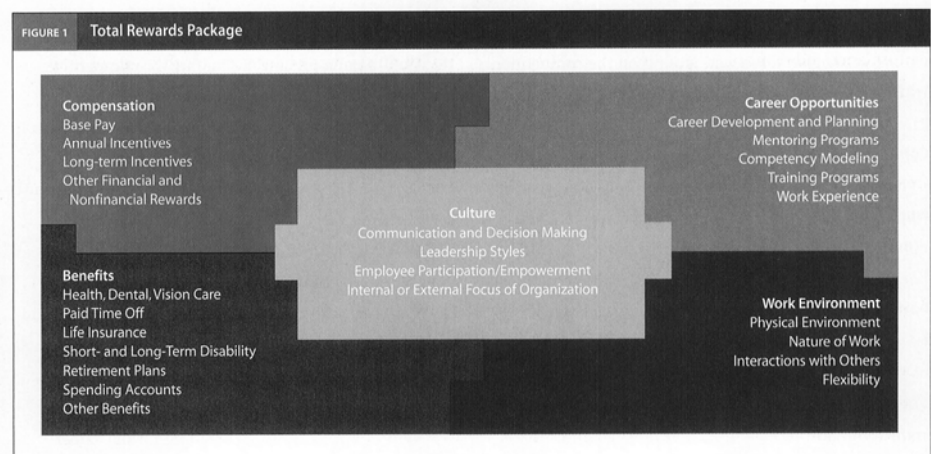 FIGURE 1 Total Rewards Package
Compensation
Base Pay
Annual Incentives
Long-term Incentives
Other Financial and
Nonfinancial Rewards
Career Opportunities
Career Development and Planning
Mentoring Programs
Competency Modeling
Training Programs
Work Experience
Culture
Communication and Decision Making
Leadership Styles
Employee Participation/Empowerment
Internal or External Focus of Organization
Benefits
Health, Dental, Vision Care
Paid Time Off
Life Insurance
Short- and Long-Term Disability
Retirement Plans
Spending Accounts
Other Benefits
Work Environment
Physical Environment
Nature of Work
Interactions with Others
Flexibility